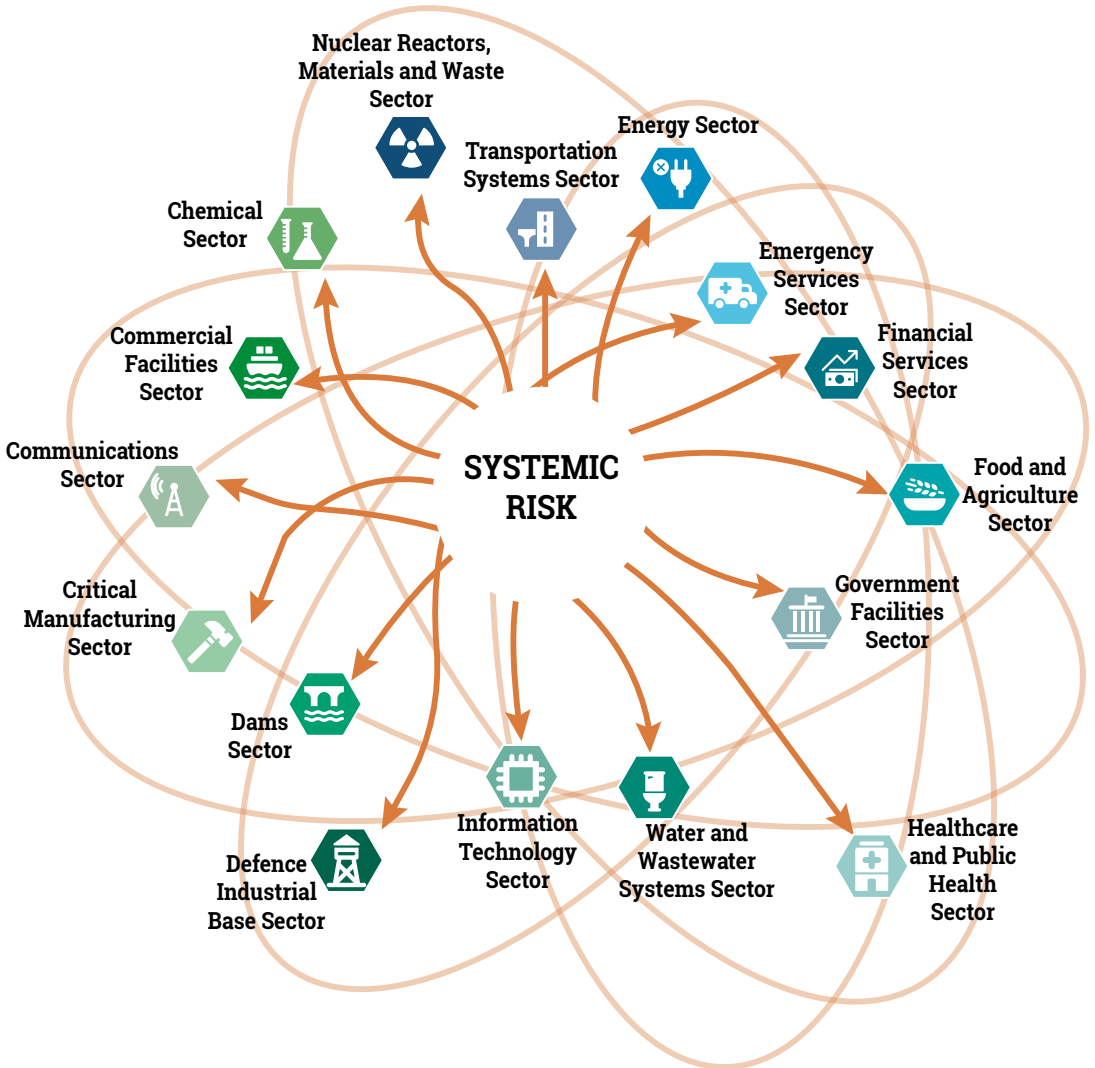 Nuclear Reactors,
Materials and Waste
Sector
Energy Sector
Transportation
Systems Sector
Chemical
Sector
Emergency
Services
Sector
Commercial
Facilities
Sector
Financial
Services
Sector
Communications
Sector
SYSTEMIC
RISK
Food and
Agriculture
Sector
Critical
Manufacturing
Sector
Government
Facilities
Sector
Dams
Sector
Information
Technology
Sector
Water and
Wastewater
Systems Sector
Healthcare
and Public
Health
Sector
Defence
Industrial
Base Sector